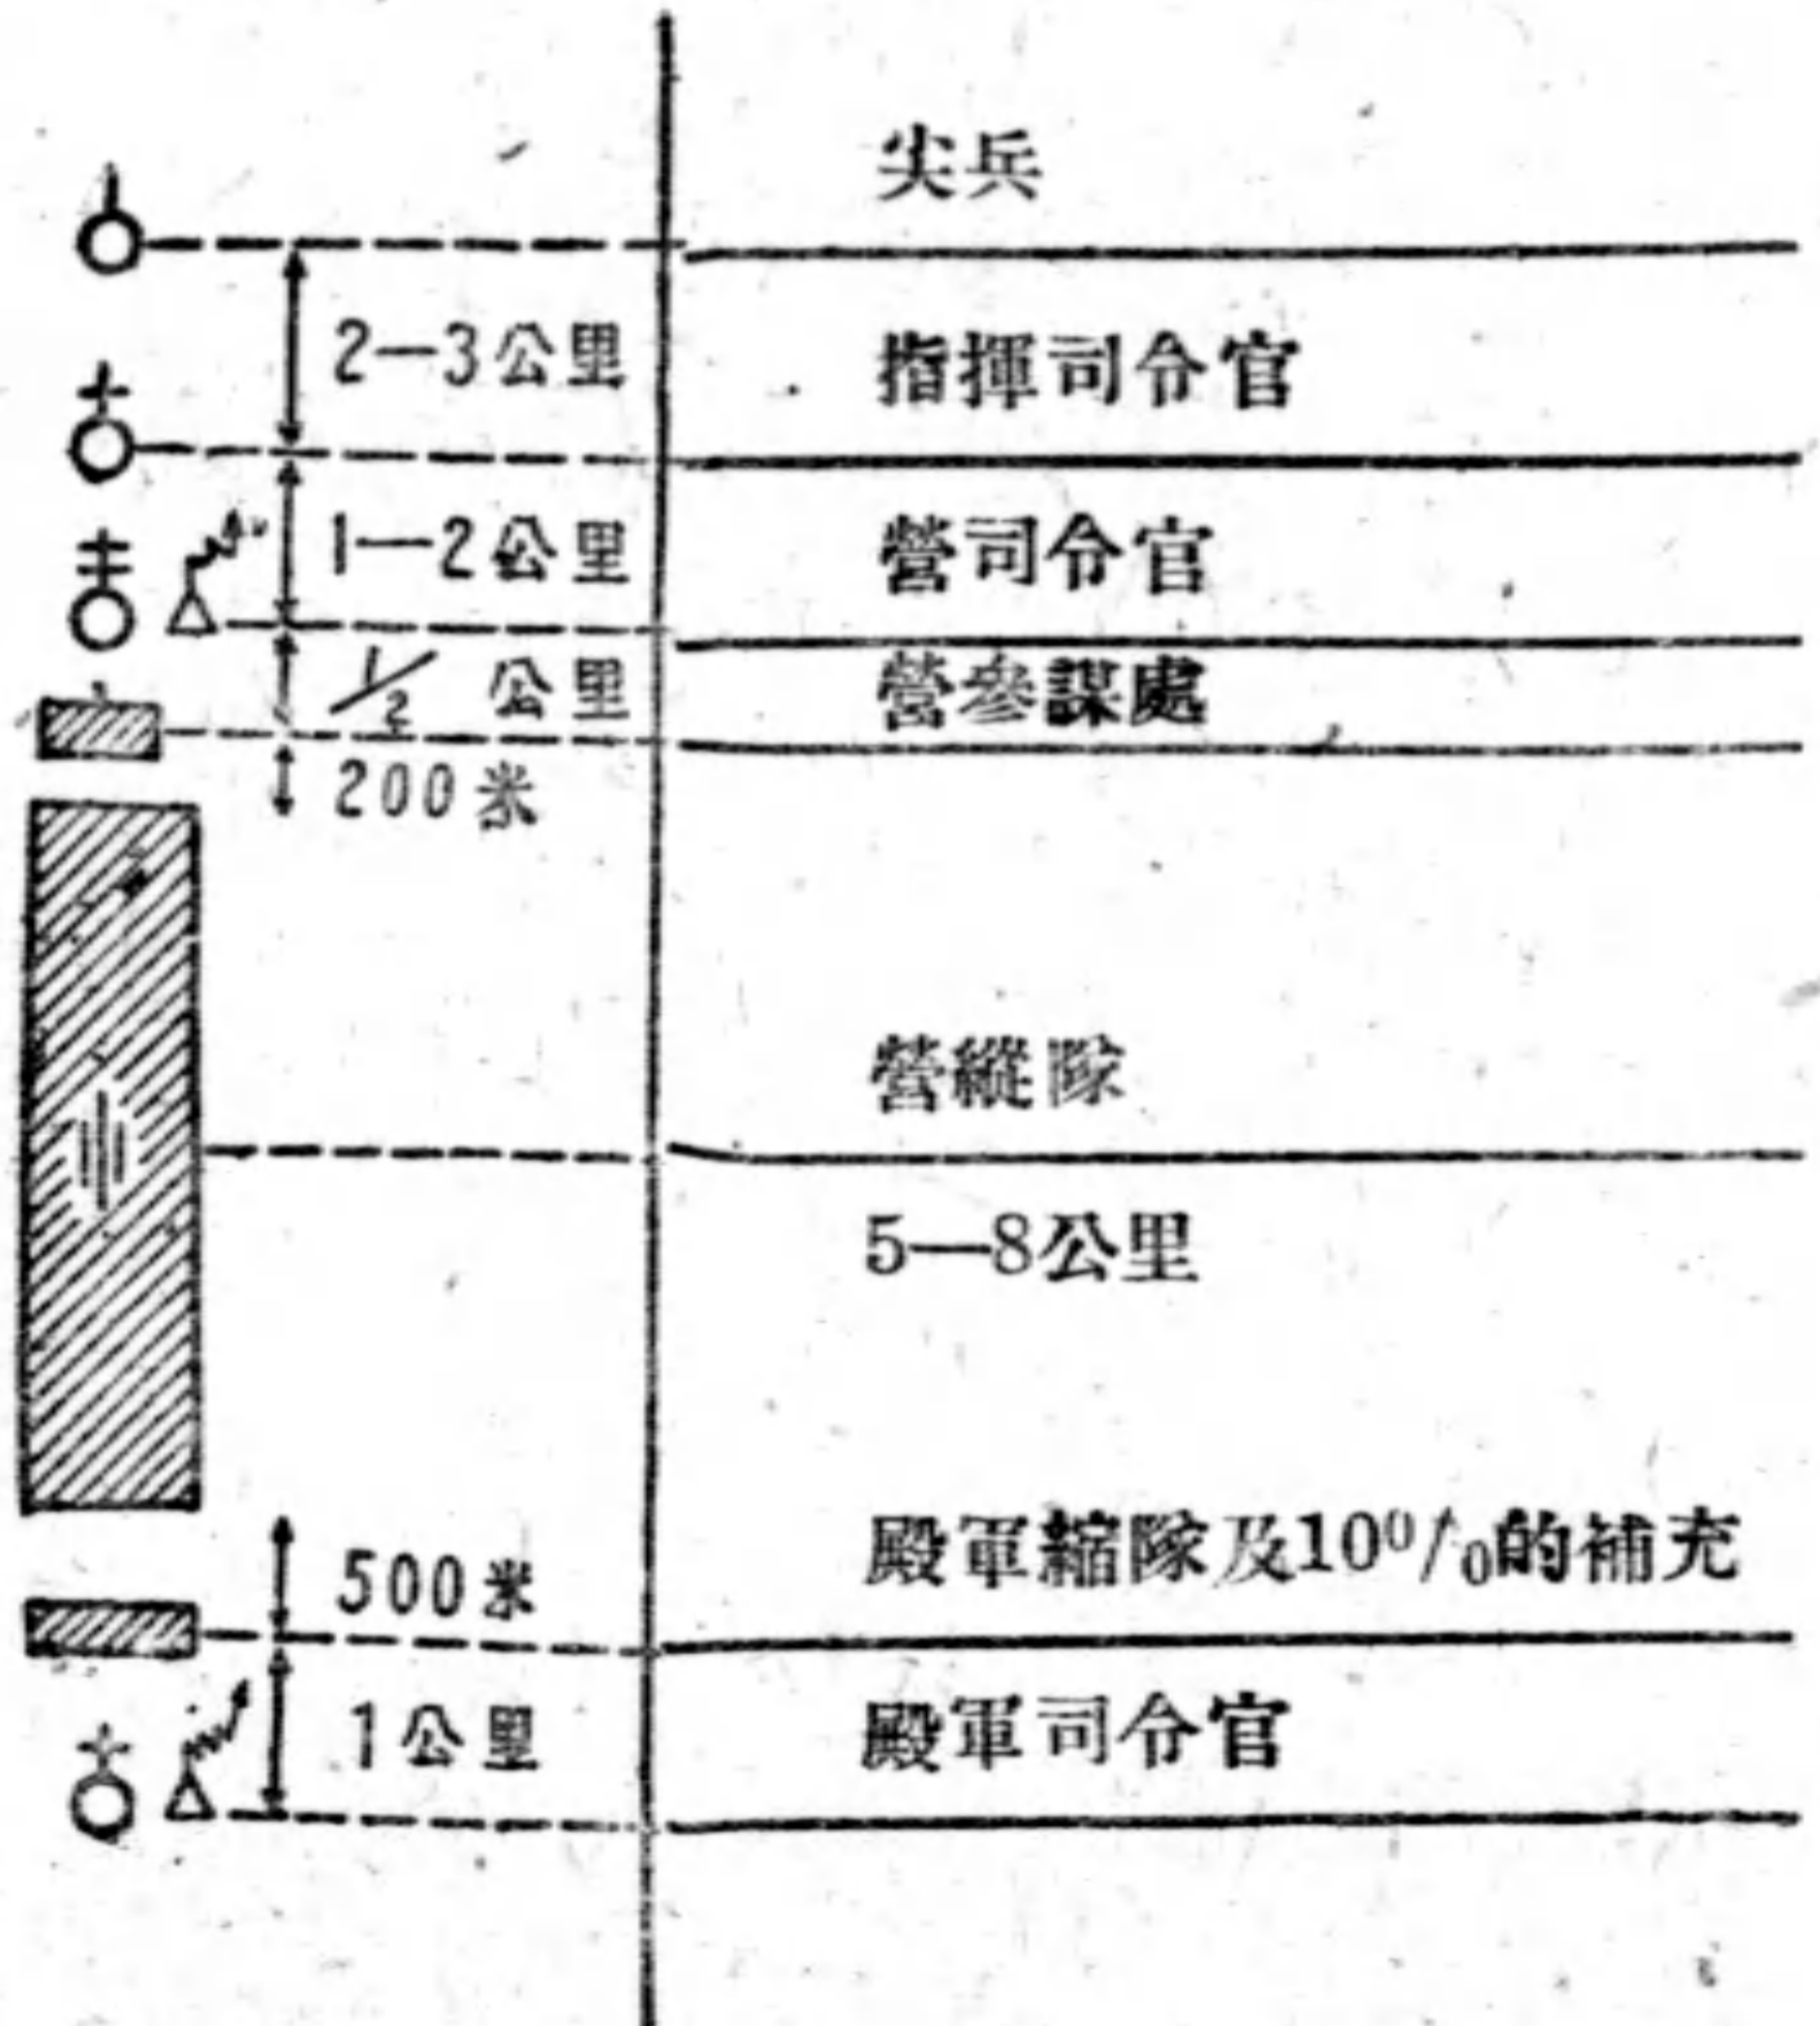 尖兵
2—3公里
指揮司令官
1—2公里
營司令官
1/2 公里
營參謀處
200米
營縱隊
5—8公里
500米
殿軍縮隊及10%的補充
1公里
殿軍司令官